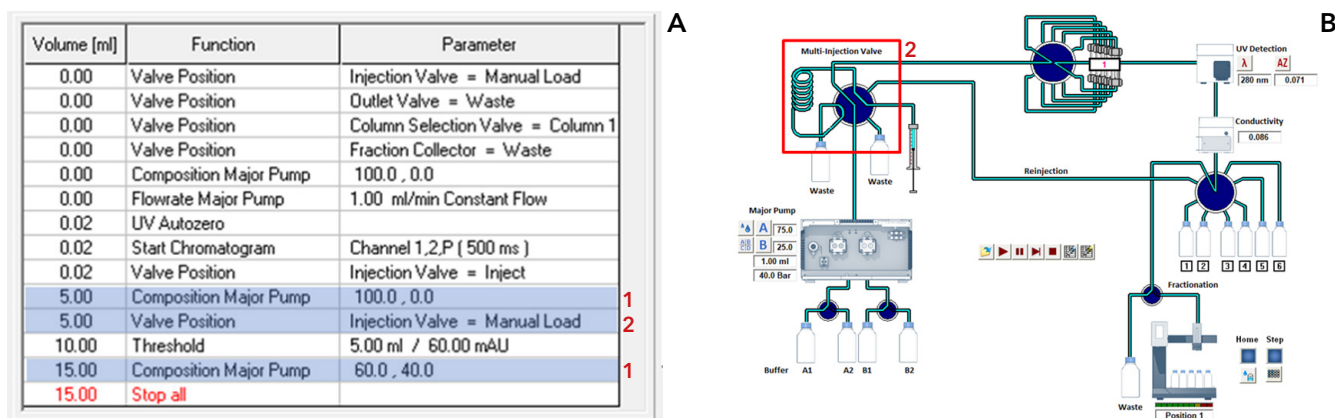 A
Volume [ml] Function Parameter
0.00 Valve Position Injection Valve = Manual Load
0.00 Valve Position Outlet Valve = Waste
0.00 Valve Position Column Selection Valve = Column 1
0.00 Valve Position Fraction Collector = Waste
0.00 Composition Major Pump 100.0 , 0.0
0.00 Flowrate Major Pump 1.00 ml/min Constant Flow
0.02 UV Autozero
0.02 Start Chromatogram Channel 1,2,P ( 500 ms )
0.02 Valve Position Injection Valve = Inject
5.00 Composition Major Pump 100.0 , 0.0 1
5.00 Valve Position Injection Valve = Manual Load 2
10.00 Threshold 5.00 ml / 60.00 mAU
15.00 Composition Major Pump 60.0 , 40.0 1
15.00 Stop all
B
Multi-Injection Valve 2
Waste Waste
1
UV Detection
λ AZ
280 nm 0.071
Conductivity
0.086
Reinjection
Major Pump
A 75.0
B 25.0
1.00 ml
40.0 Bar
Buffer A1 A2 B1 B2
1 2 3 4 5 6
Fractionation
Home Step
Waste
Position 1